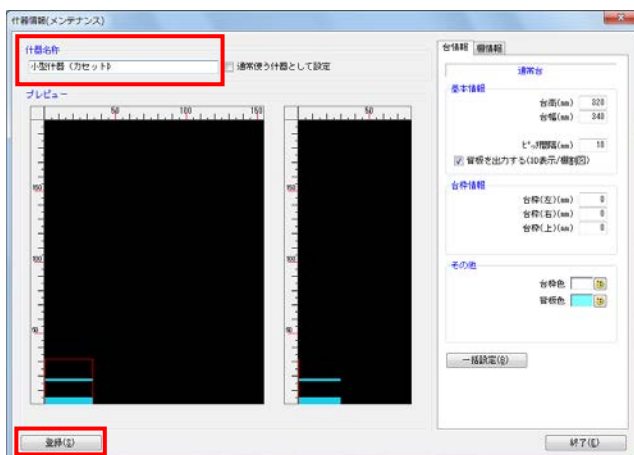 什器情報(メンテナンス)
什器名称
小型什器（カセット）
通常使う什器として設定
プレビュー
50 100 150
50
150
100
50
150
100
50
台情報 棚情報
通常台
基本情報
台高(mm) 320
台幅(mm) 340
ピッチ間隔(mm) 10
背板を出力する(3D表示/棚割図)
台枠情報
台枠(左)(mm) 0
台枠(右)(mm) 0
台枠(上)(mm) 0
その他
台枠色
背板色
一括設定(B)
登録(S)
終了(E)